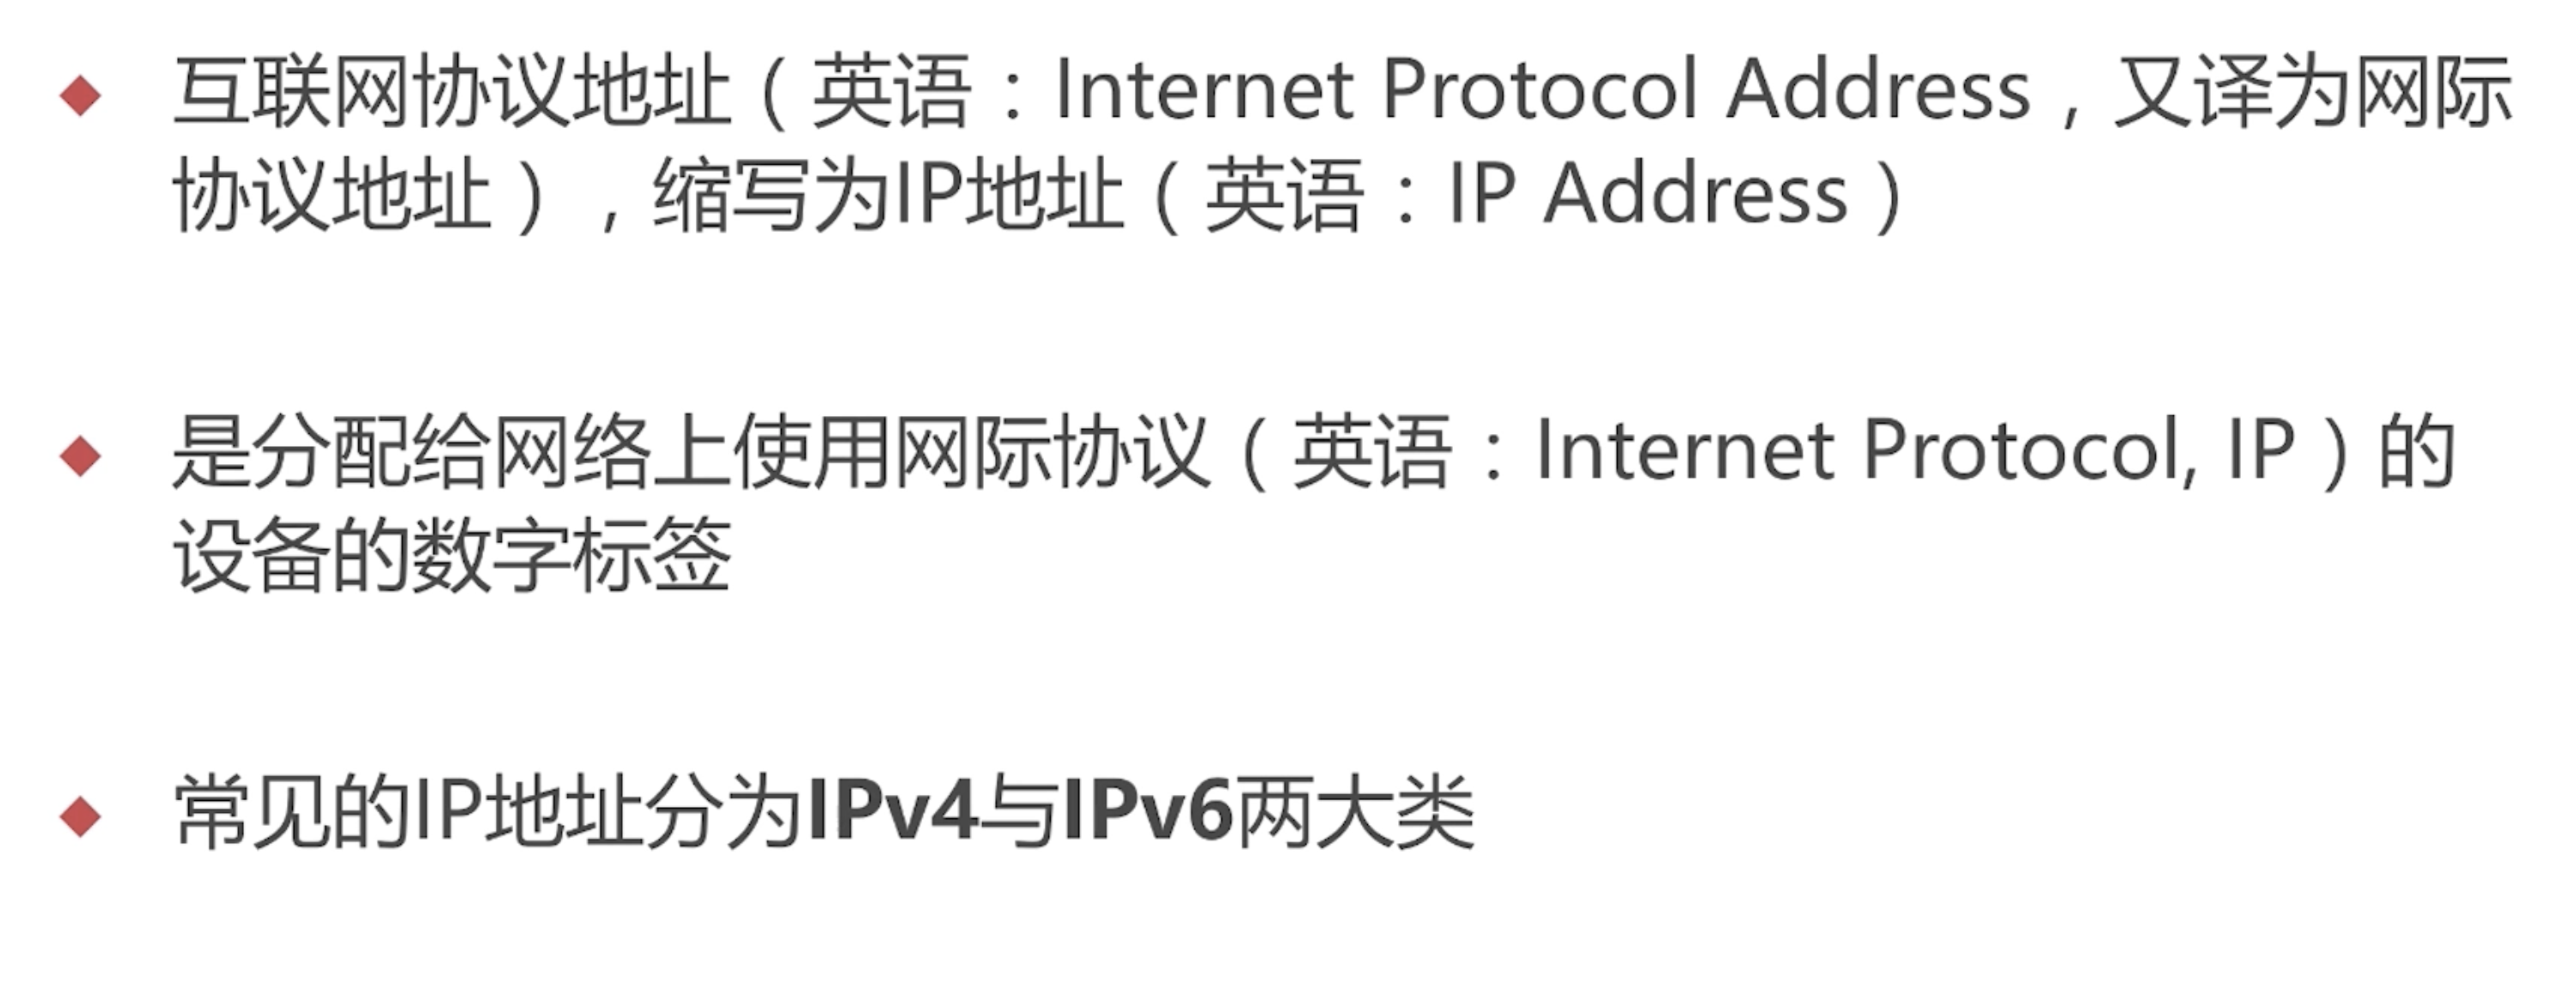 互联网协议地址（英语：Internet Protocol Address，又译为网际
协议地址），缩写为IP地址（英语：IP Address）
是分配给网络上使用网际协议（英语：Internet Protocol, IP）的
设备的数字标签
常见的IP地址分为IPv4与IPv6两大类